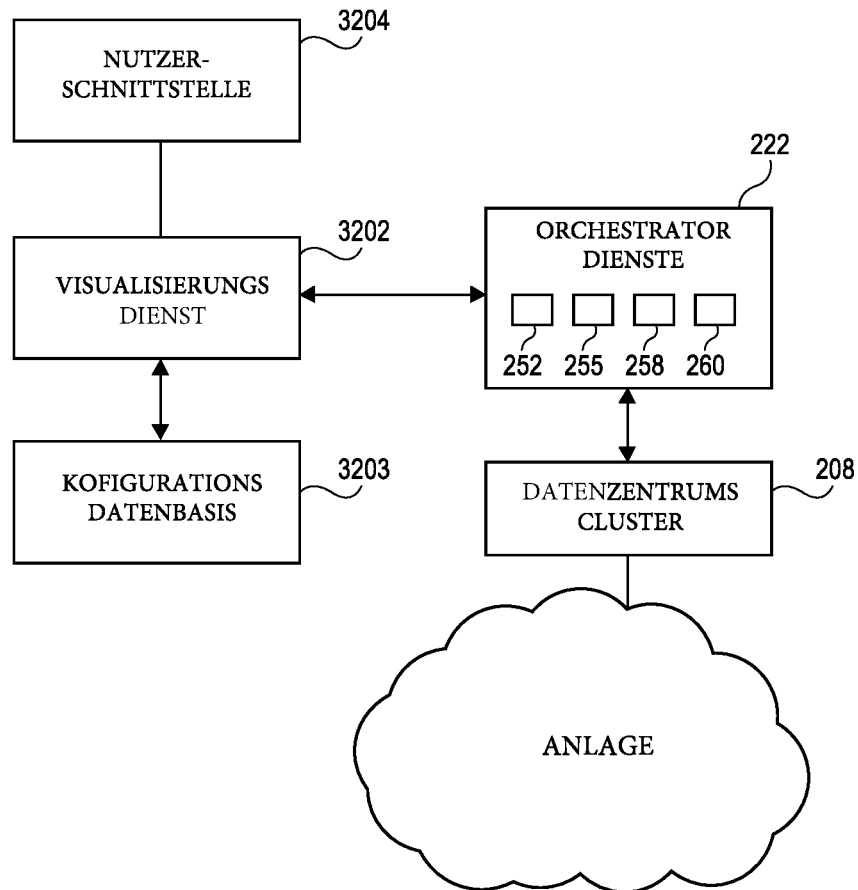 3204
NUTZER-
SCHNITTSTELLE
222
3202
ORCHESTRATOR
DIENSTE
VISUALISIERUNGS
DIENST
252 255 258 260
3203
208
KOFIGURATIONS
DATENBASIS
DATENZENTRUMS
CLUSTER
ANLAGE